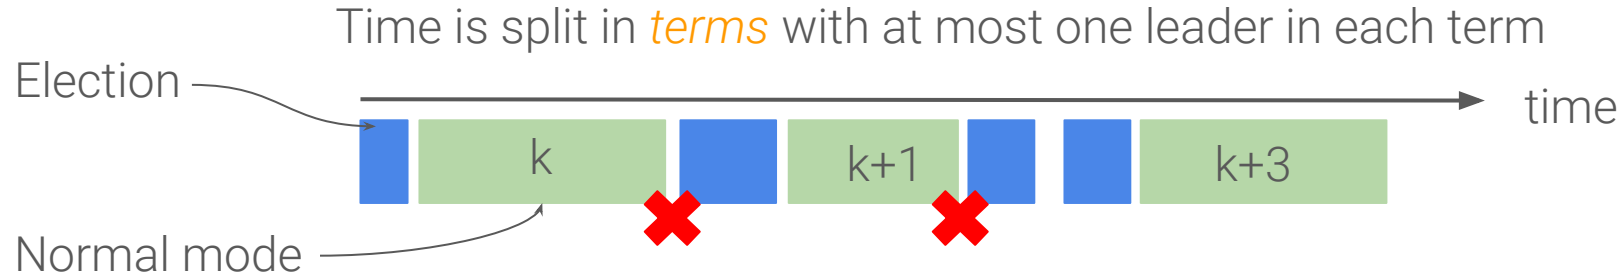 Time is split in terms with at most one leader in each term
Election
time
k
k+1
k+3
Normal mode